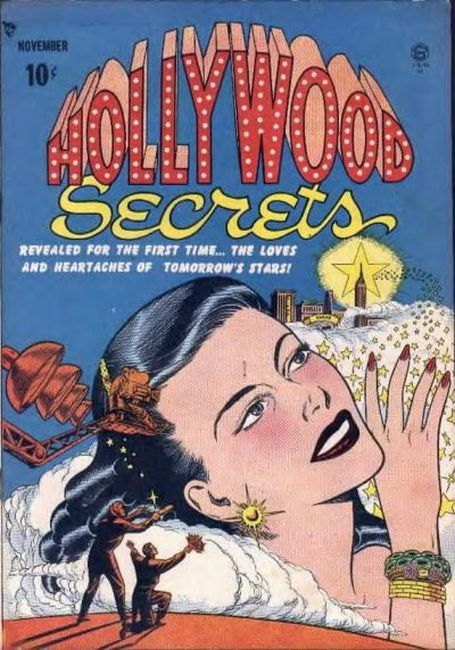 NOVEMBER
10¢
HOLLYWOOD
Secrets
REVEALED FOR THE FIRST TIME... THE LOVES
AND HEARTACHES OF TOMORROW'S STARS!